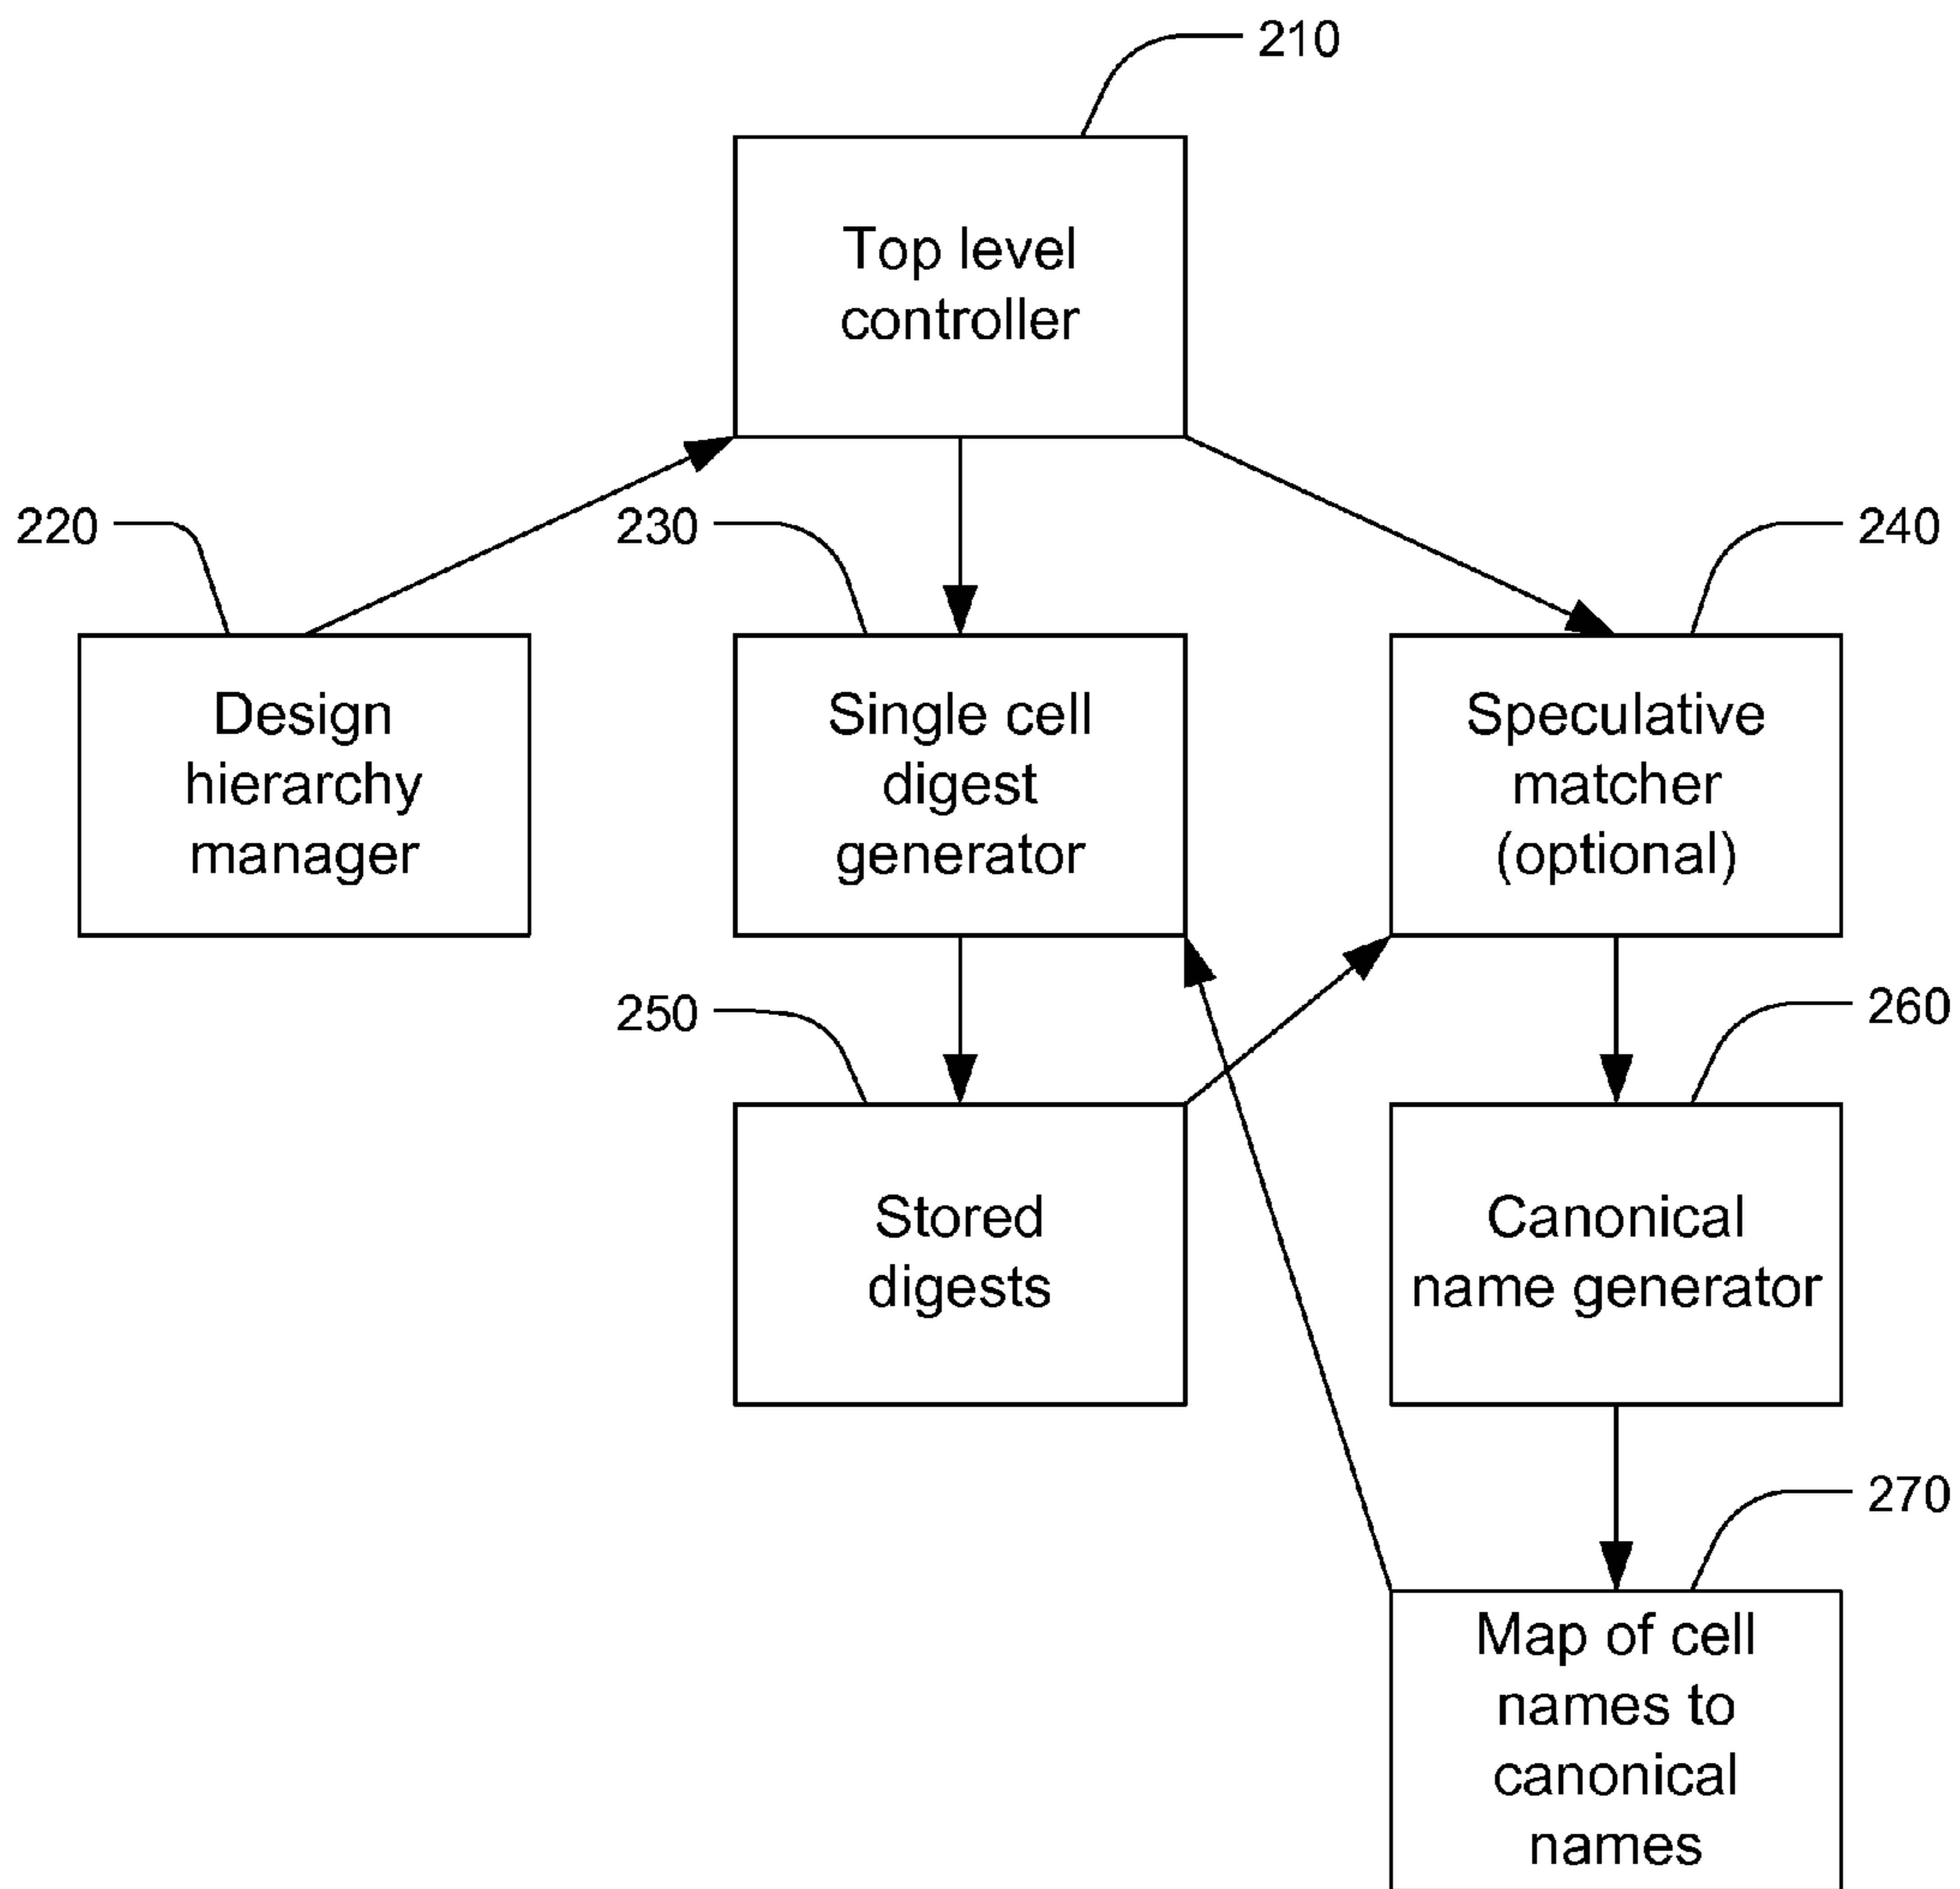 210
Top level
controller
220
230
240
Design
hierarchy
manager
Single cell
digest
generator
Speculative
matcher
(optional)
250
260
Stored
digests
Canonical
name generator
270
Map of cell
names to
canonical
names